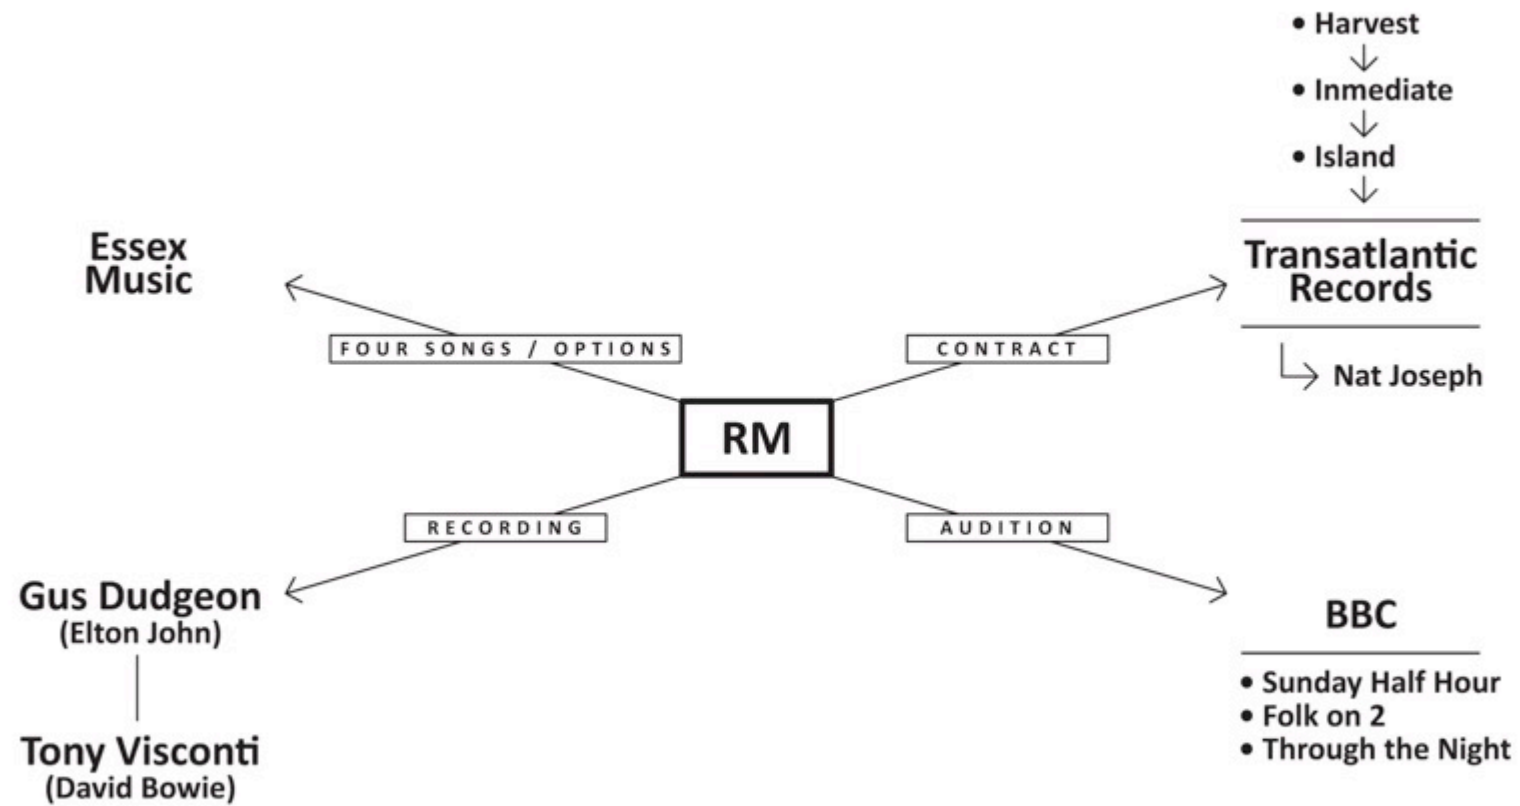 • Harvest
• Inmediate
• Island
Essex
Music
Transatlantic
Records
Nat Joseph
FOUR SONGS / OPTIONS
CONTRACT
RM
RECORDING
AUDITION
Gus Dudgeon
(Elton John)
Tony Visconti
(David Bowie)
BBC
• Sunday Half Hour
• Folk on 2
• Through the Night